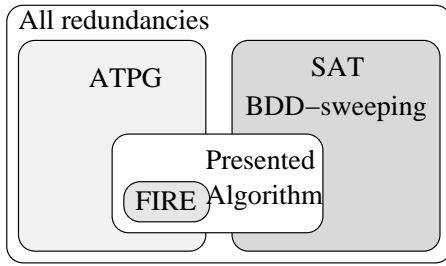 All redundancies
ATPG
SAT
BDD−sweeping
Presented
Algorithm
FIRE